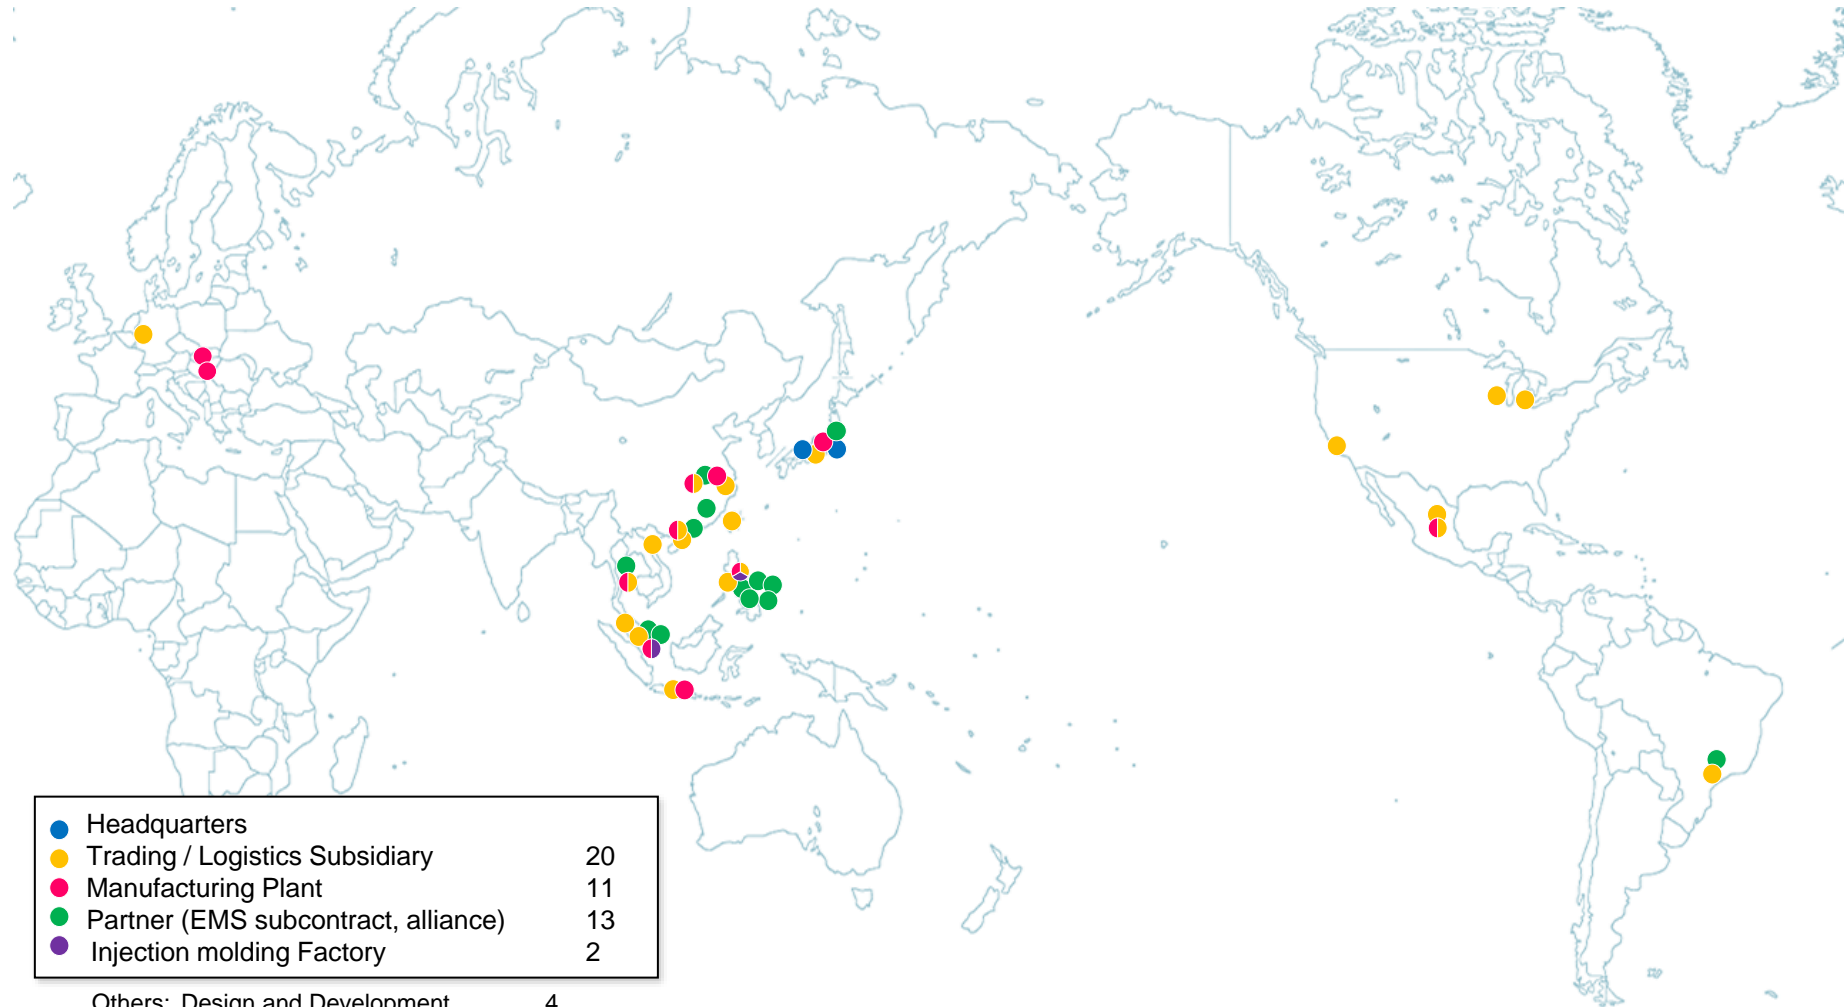 Headquarters
Trading / Logistics Subsidiary 20
Manufacturing Plant 11
Partner (EMS subcontract, alliance) 13
Injection molding Factory 2
Others: Design and Development 4